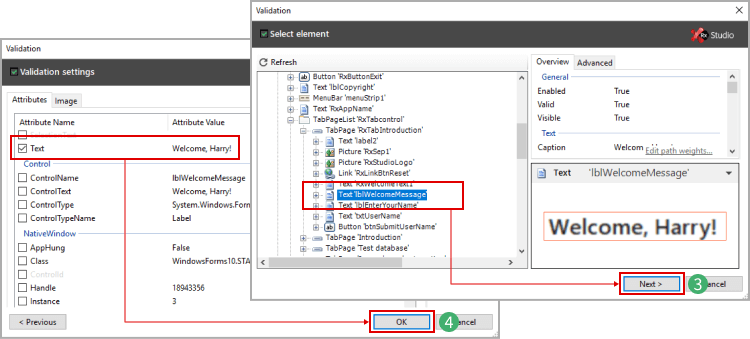 Validation
Select element
Rx Studio
Refresh
Button 'RxButtonExit'
Text 'lblCopyright'
MenuBar 'menuStrip1'
Text 'RxAppName'
TabPageList 'RxTabcontrol'
TabPage 'RxTabIntroduction'
Text 'label2'
Picture 'RxSep1'
Picture 'RxStudioLogo'
Link 'RxLinkBtnReset'
Text 'RxWelcomeText1'
Text 'lblWelcomeMessage'
Text 'lblEnterYourName'
Text 'txtUserName'
Button 'btnSubmitUserName'
TabPage 'Introduction'
TabPage 'Test database'
Overview Advanced
General
Enabled True
Valid True
Visible True
Text
Caption Welcom
Edit path weights...
Text 'lblWelcomeMessage'
Welcome, Harry!
Next >
3
ancel
Validation
Validation settings
Attributes Image
Attribute Name Attribute Value
Text Welcome, Harry!
Control
ControlName lblWelcomeMessage
ControlText Welcome, Harry!
ControlType System.Windows.Form
ControlTypeName Label
NativeWindow
AppHung False
Class WindowsForms10.STA
ControlId
Handle 18943356
Instance 3
< Previous
OK
4
ancel